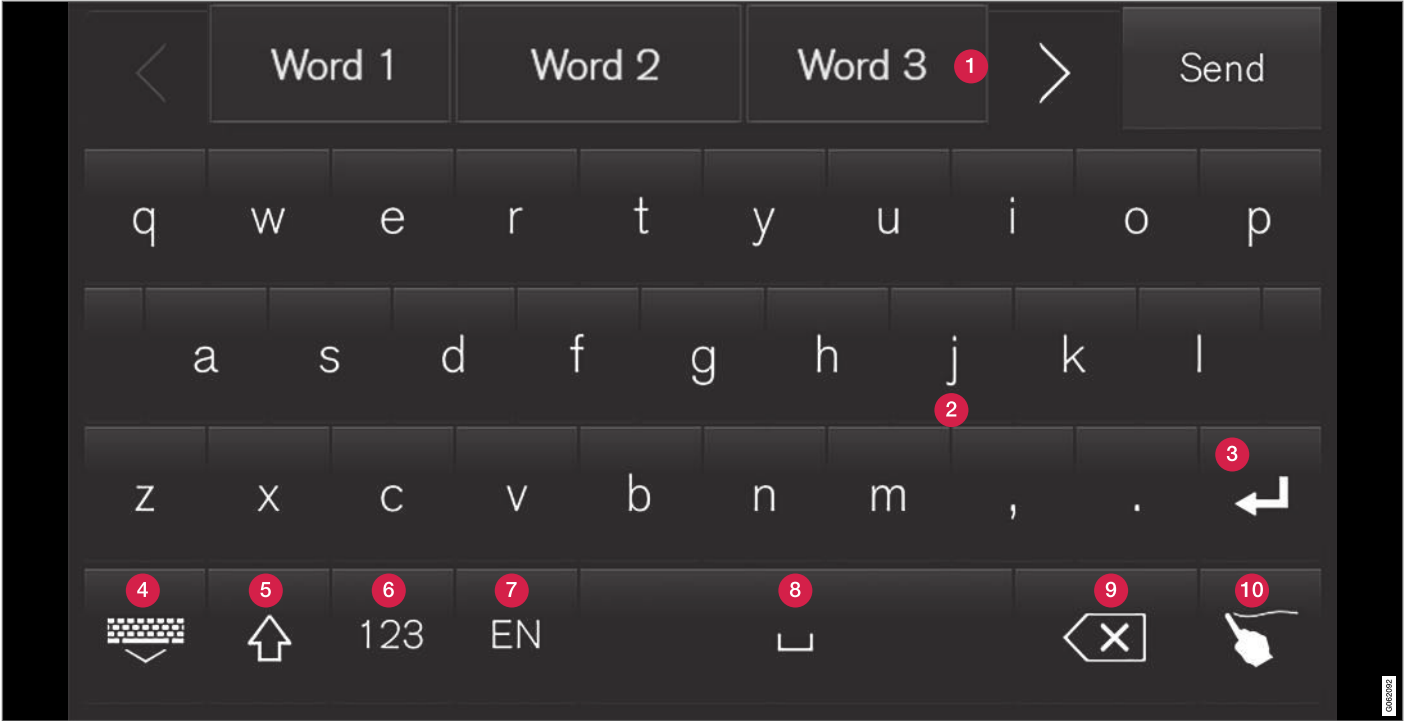 Word 1 Word 2 Word 3 1 Send
q w e r t y u i o p
a s d f g h j k l
2
3
z x c v b n m , .
4 5 6 7 8 9 10
123 EN
G062092